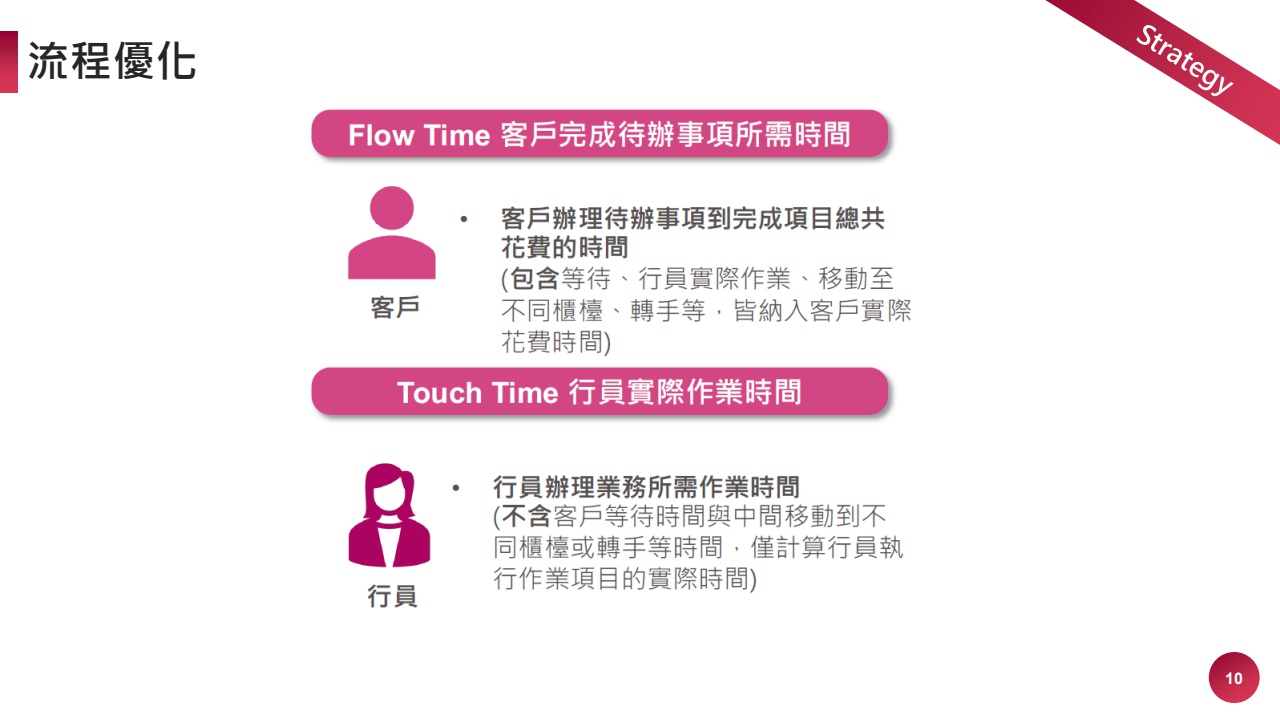 流程優化
Strategy
Flow Time 客戶完成待辦事項所需時間
• 客戶辦理待辦事項到完成項目總共
花費的時間
(包含等待、行員實際作業、移動至
不同櫃檯、轉手等，皆納入客戶實際
花費時間)
客戶
Touch Time 行員實際作業時間
• 行員辦理業務所需作業時間
(不含客戶等待時間與中間移動到不
同櫃檯或轉手等時間，僅計算行員執
行作業項目的實際時間)
行員
10